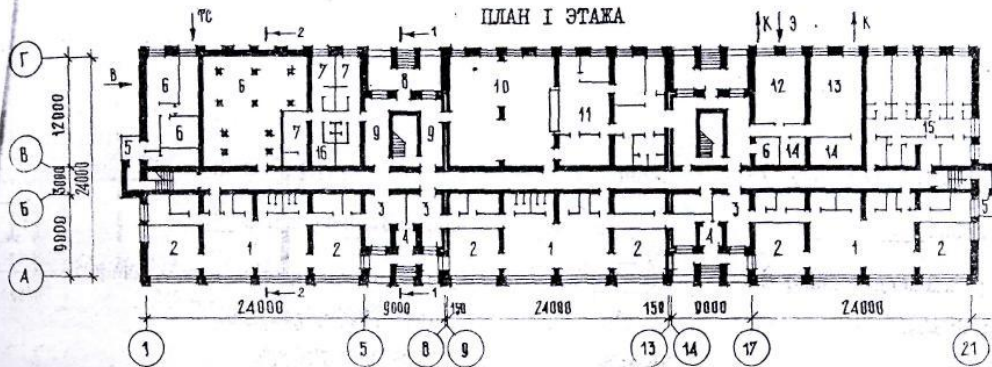 ПЛАН I ЭТАЖА
ТС 2 1 К Э К
Г
В 6 6 7 7 8 10 12 13
12000 11
9 9 15
В 5 6 7 16 6 14 14
3000 24000
Б 5
3 3 3
9000 2 1 2 4 2 1 2 4 2 1 2
А
2 1
24000 9000 150 24000 150 9000 24000
1 5 8 9 13 14 17 21